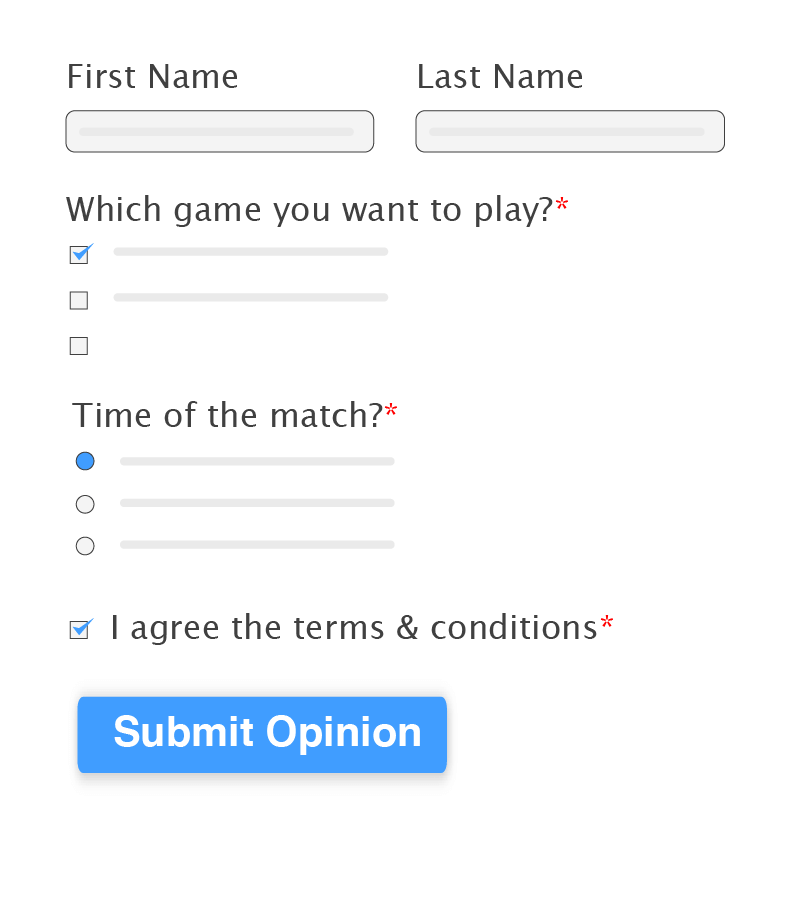 First Name
Last Name
Which game you want to play?*
Time of the match?*
I agree the terms & conditions*
Submit Opinion